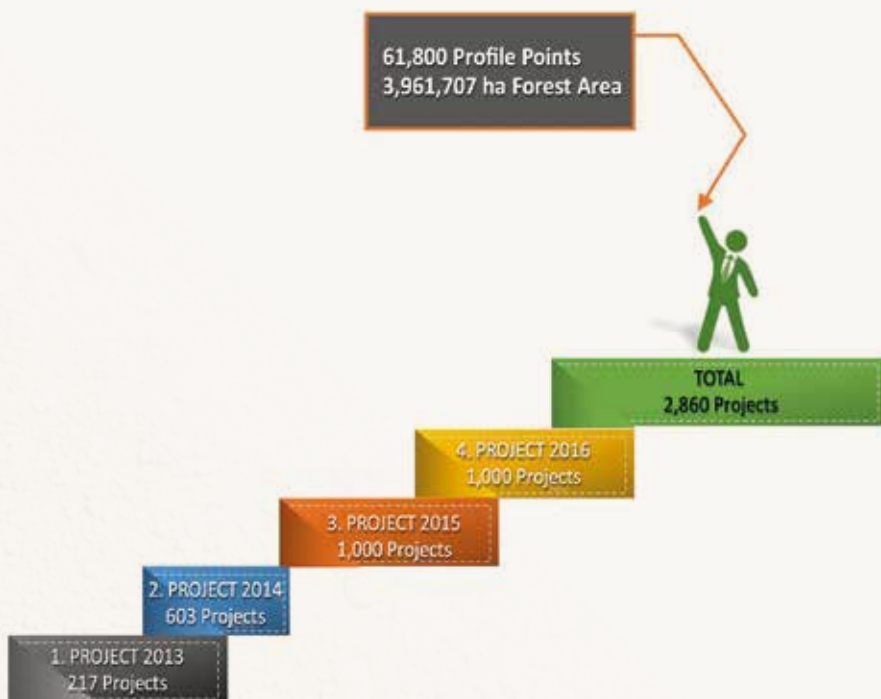 61,800 Profile Points
3,961,707 ha Forest Area
TOTAL
2,860 Projects
4. PROJECT 2016
1,000 Projects
3. PROJECT 2015
1,000 Projects
2. PROJECT 2014
603 Projects
1. PROJECT 2013
217 Projects